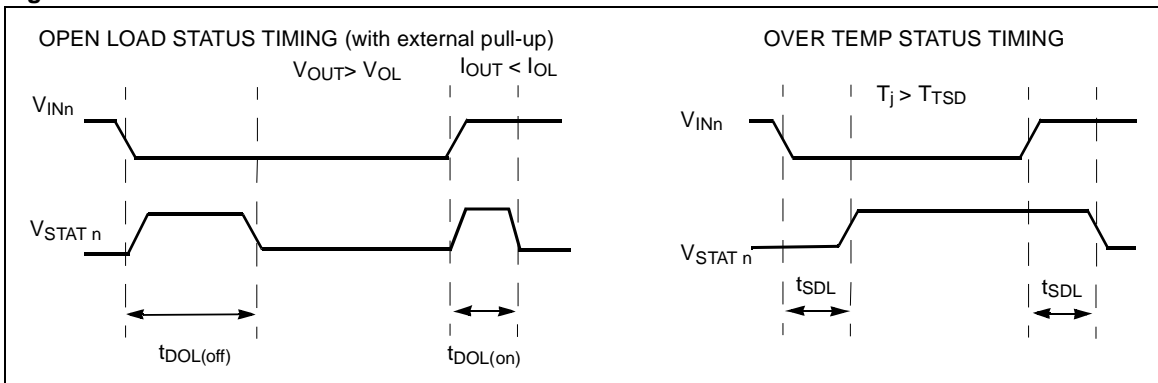 OPEN LOAD STATUS TIMING (with external pull-up)
VOUT> VOL
IOUT < IOL
VINn
VSTAT n
tDOL(off)
tDOL(on)
OVER TEMP STATUS TIMING
Tj > TTSD
VINn
VSTAT n
tSDL
tSDL